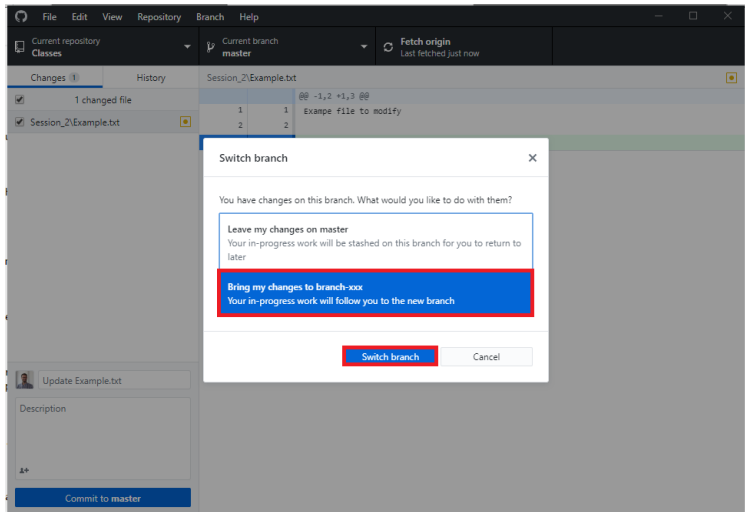 File Edit View Repository Branch Help
Current repository
Classes
Current branch
master
Fetch origin
Last fetched just now
Changes 1 History
Session_2\Example.txt
1 changed file
@@ -1,2 +1,3 @@
1 1 Exampe file to modify
Session_2\Example.txt
2 2
Switch branch
You have changes on this branch. What would you like to do with them?
Leave my changes on master
Your in-progress work will be stashed on this branch for you to return to
later
Bring my changes to branch-xxx
Your in-progress work will follow you to the new branch
Switch branch Cancel
Update Example.txt
Description
Commit to master